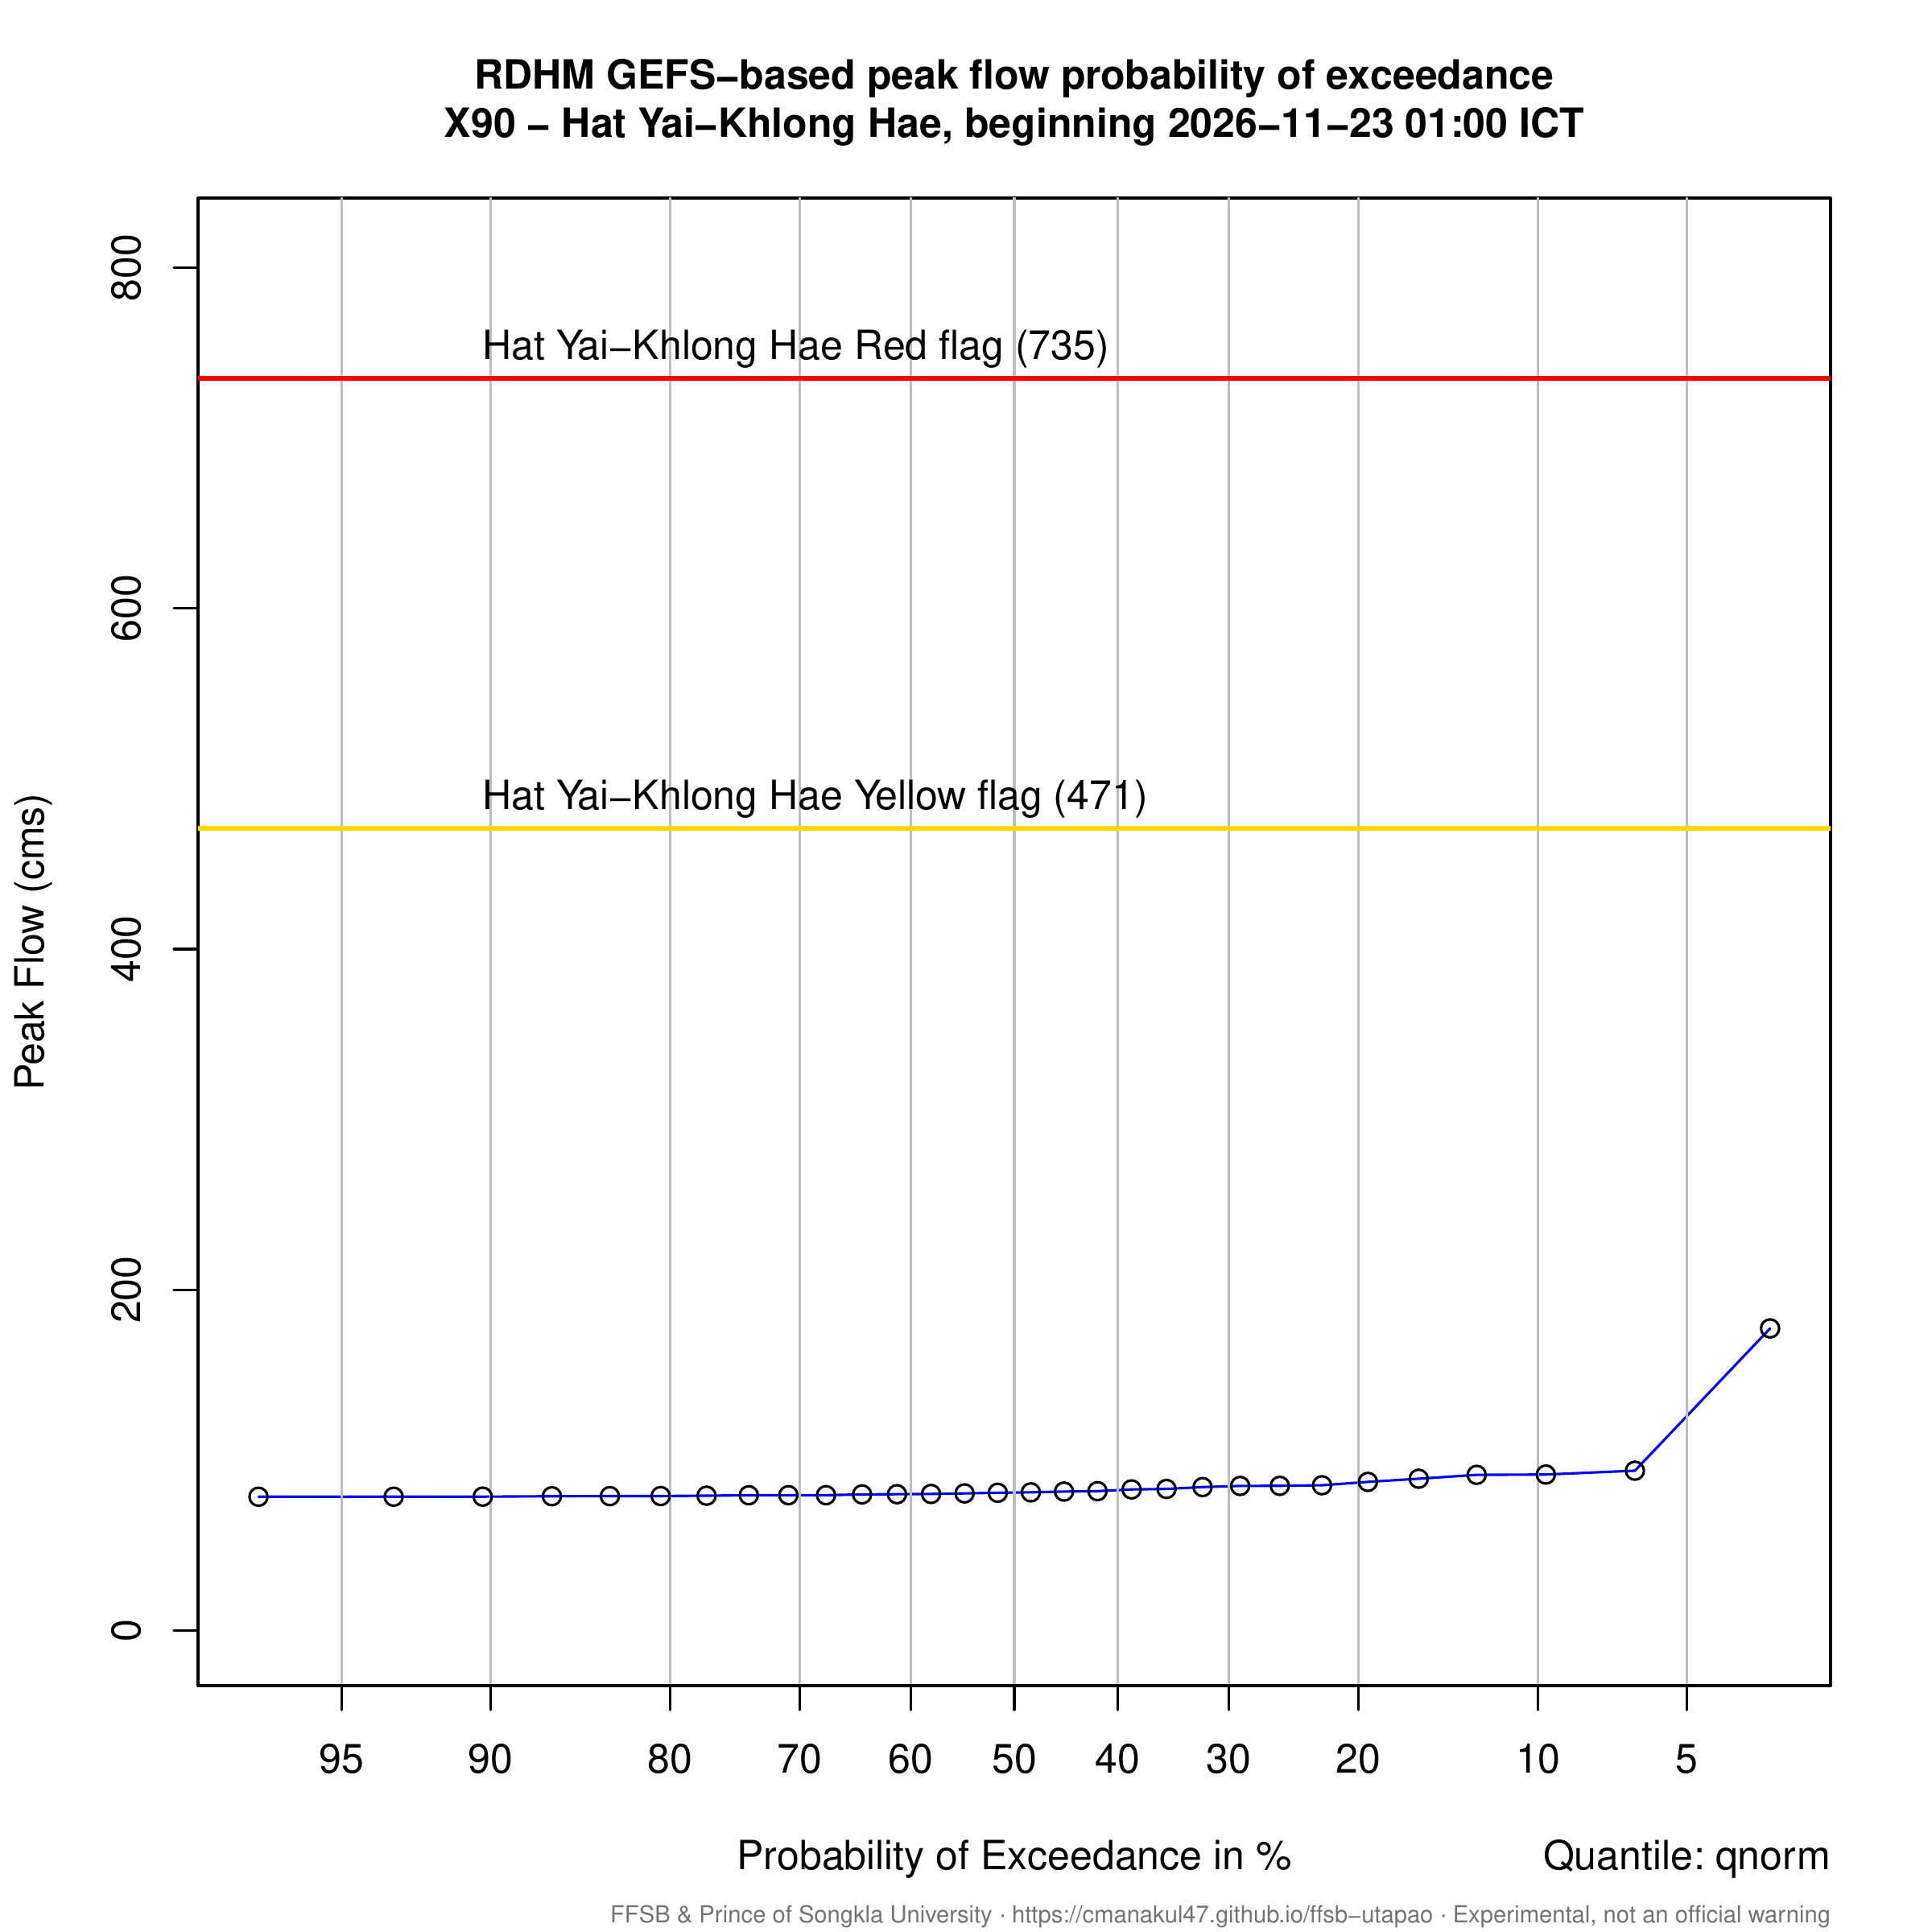 RDHM GEFS−based peak flow probability of exceedance
X90 − Hat Yai−Khlong Hae, beginning 2026−11−23 01:00 ICT
800
Hat Yai−Khlong Hae Red flag (735)
600
Hat Yai−Khlong Hae Yellow flag (471)
Peak Flow (cms)
400
200
0
95 90 80 70 60 50 40 30 20 10 5
Probability of Exceedance in % Quantile: qnorm
FFSB & Prince of Songkla University · https://cmanakul47.github.io/ffsb−utapao · Experimental, not an official warning